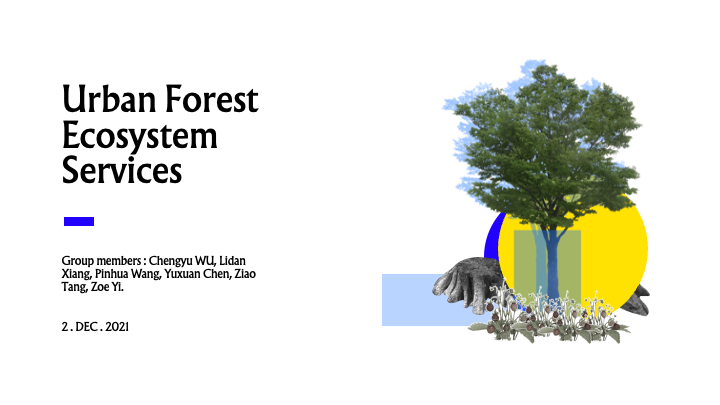 Urban Forest
Ecosystem
Services
Group members : Chengyu WU, Lidan
Xiang, Pinhua Wang, Yuxuan Chen, Ziao
Tang, Zoe Yi.
2 . DEC . 2021